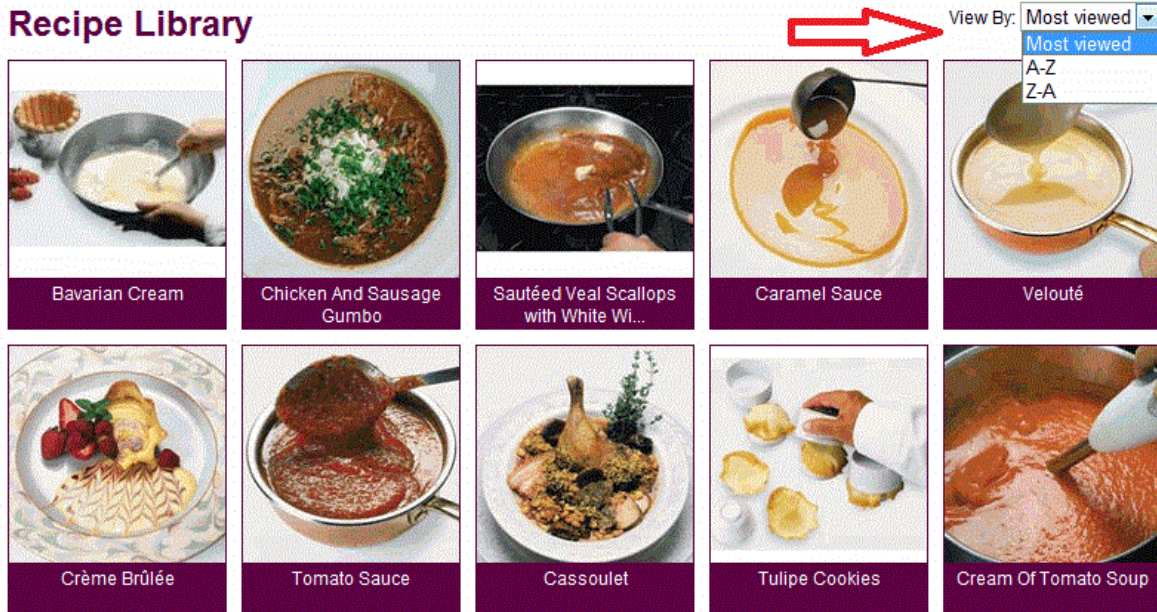 Recipe Library
View By: Most viewed
Most viewed
A-Z
Z-A
Bavarian Cream
Chicken And Sausage
Gumbo
Sautéed Veal Scallops
with White Wi...
Caramel Sauce
Velouté
Crème Brûlée
Tomato Sauce
Cassoulet
Tulipe Cookies
Cream Of Tomato Soup